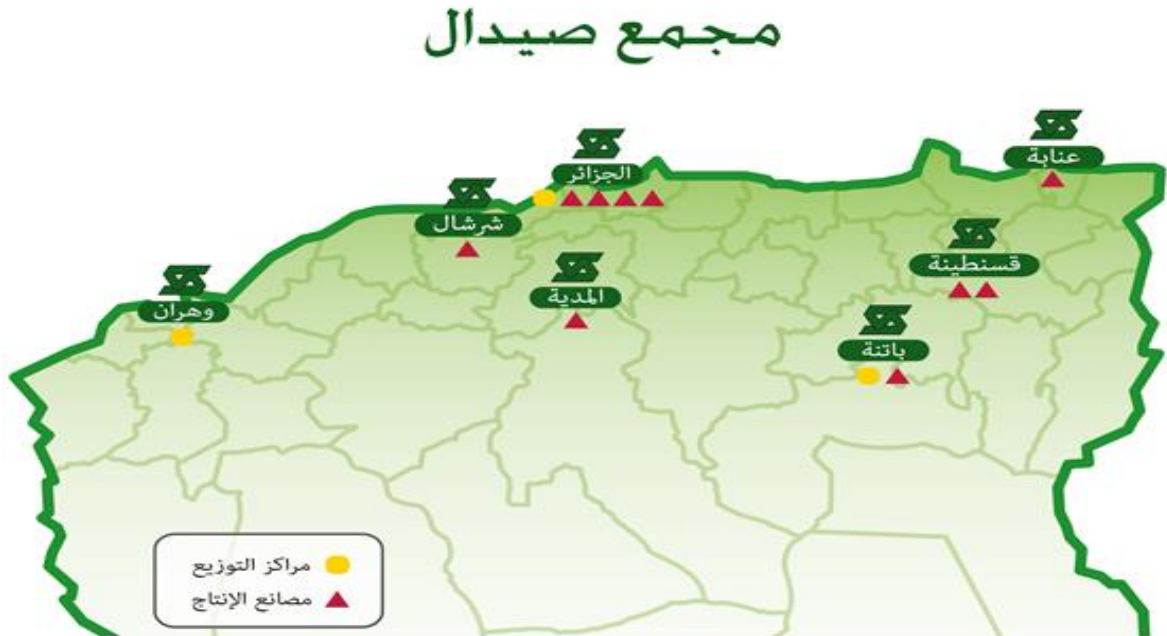 مجمع صيدال
عنابة
الجزائر
شرشال
قسنطينة
المدية
وهران
باتنة
مراكز التوزيع
مصانع الإنتاج